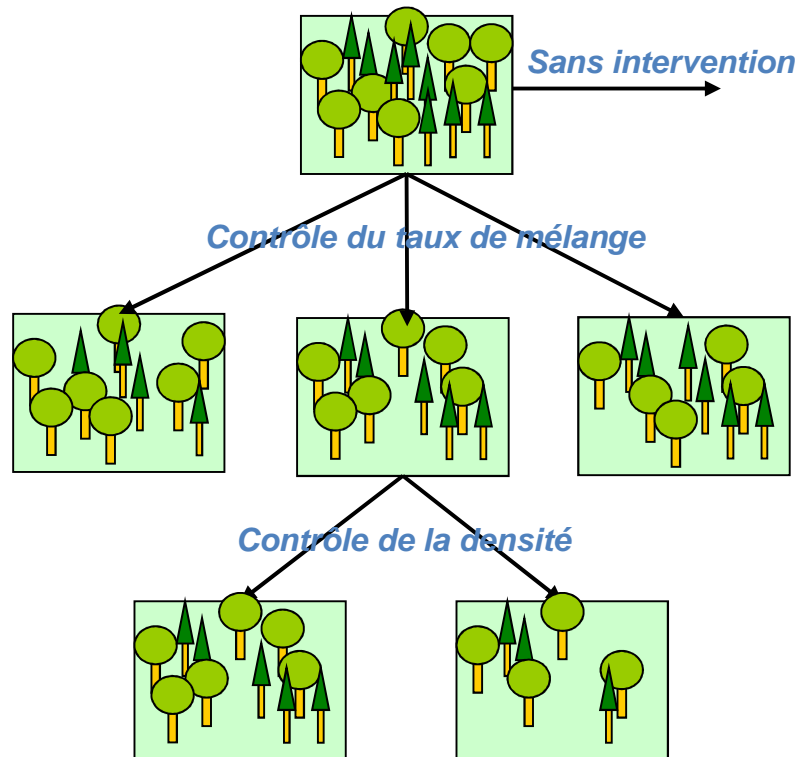 Sans intervention
Contrôle du taux de mélange
Contrôle de la densité